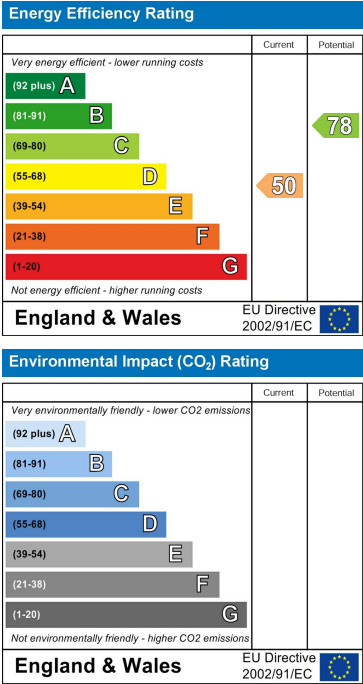 Energy Efficiency Rating
Current Potential
Very energy efficient - lower running costs
(92 plus) A
(81-91) B
(69-80) C
(55-68) D
(39-54) E
(21-38) F
(1-20) G
50
78
Not energy efficient - higher running costs
England & Wales
EU Directive
2002/91/EC
Environmental Impact (CO₂) Rating
Current Potential
Very environmentally friendly - lower CO2 emissions
(92 plus) A
(81-91) B
(69-80) C
(55-68) D
(39-54) E
(21-38) F
(1-20) G
Not environmentally friendly - higher CO2 emissions
England & Wales
EU Directive
2002/91/EC